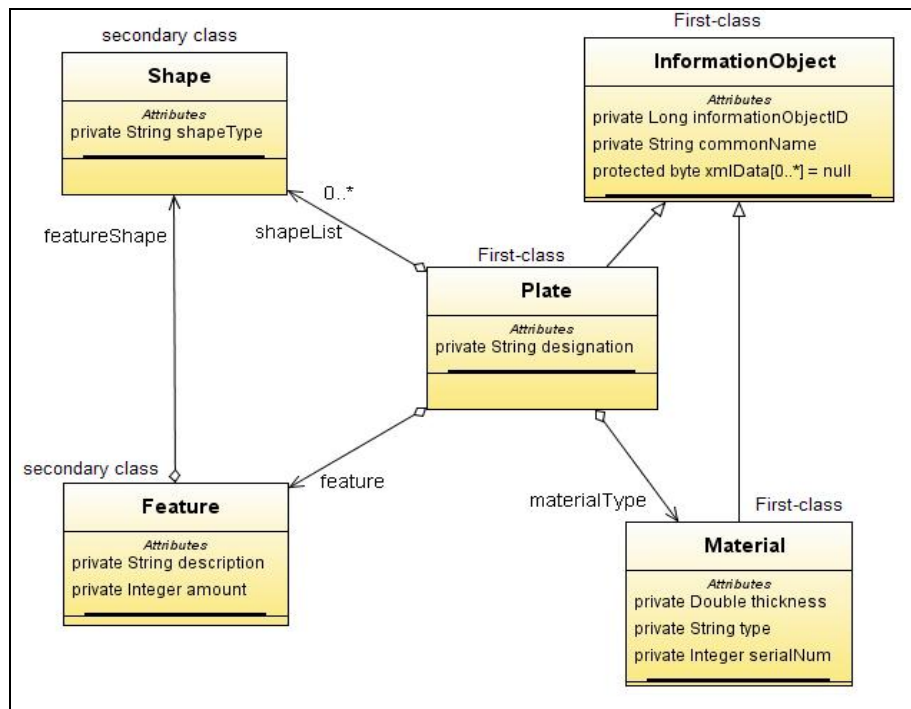 secondary class
Shape
Attributes
private String shapeType
First-class
InformationObject
Attributes
private Long informationObjectID
private String commonName
protected byte xmlData[0..*] = null
0..*
shapeList
featureShape
First-class
Plate
Attributes
private String designation
feature
materialType
secondary class
Feature
Attributes
private String description
private Integer amount
First-class
Material
Attributes
private Double thickness
private String type
private Integer serialNum